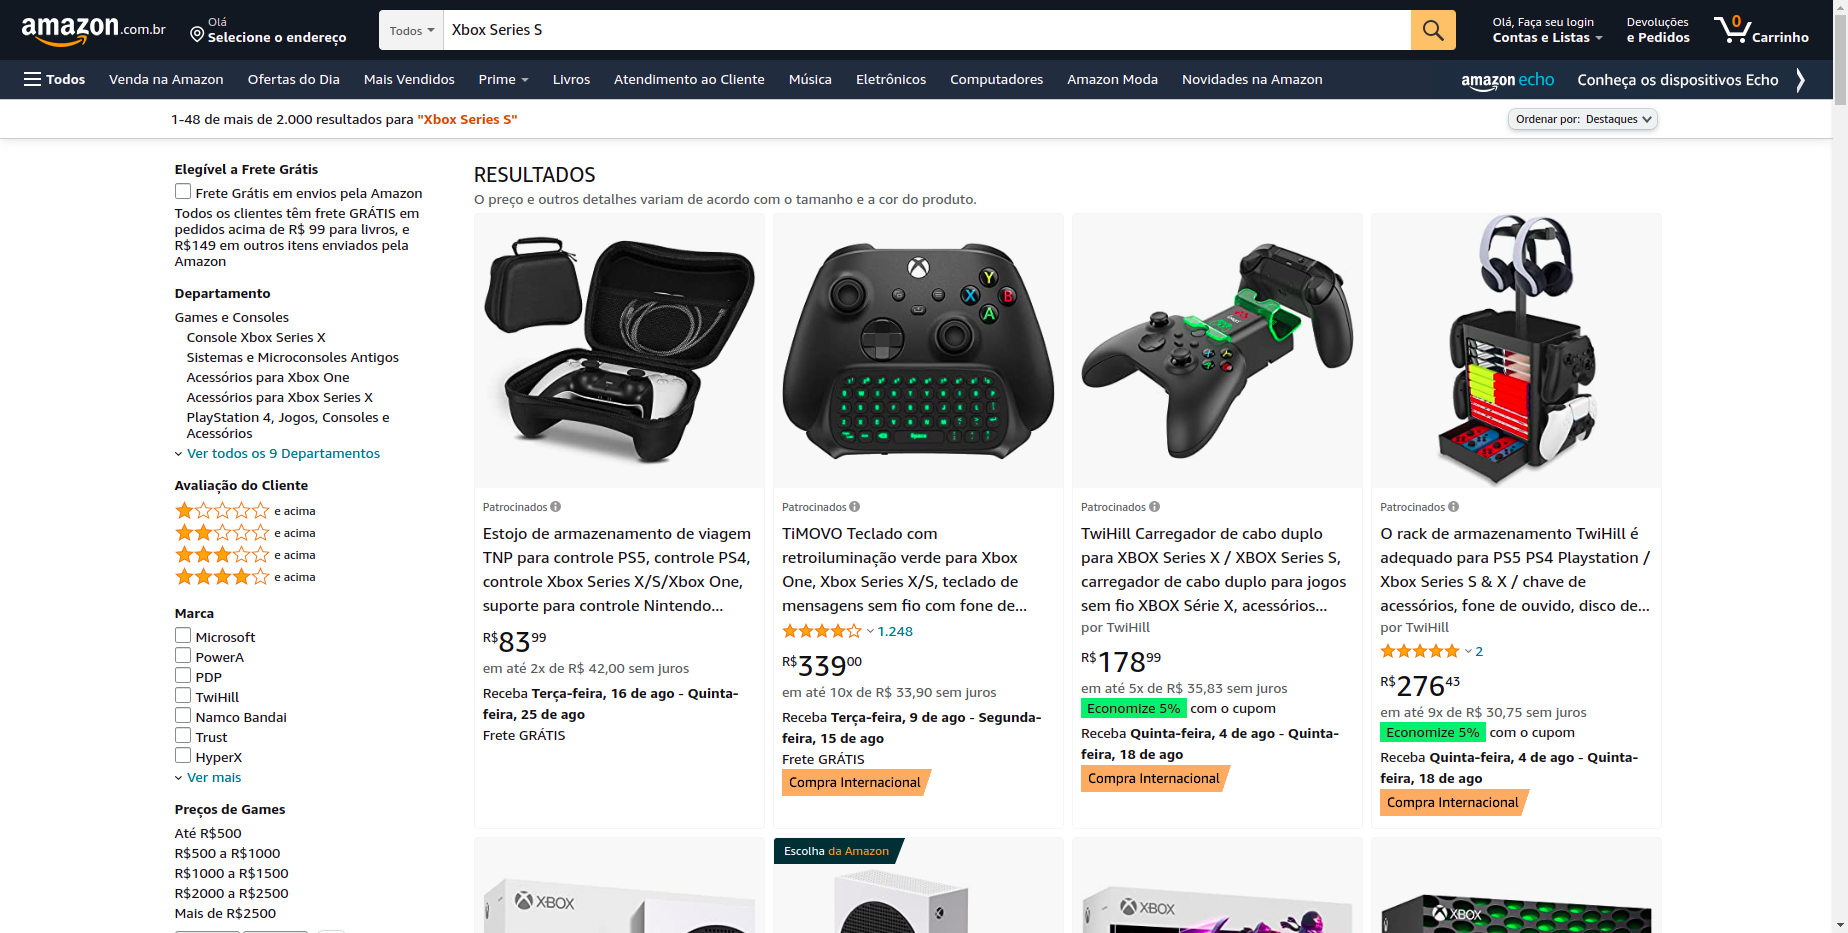 amazon.com.br
Olá
Selecione o endereço
Todos
Xbox Series S
Olá, Faça seu login
Contas e Listas
Devoluções
e Pedidos
0
Carrinho
Todos
Venda na Amazon
Ofertas do Dia
Mais Vendidos
Prime
Livros
Atendimento ao Cliente
Música
Eletrônicos
Computadores
Amazon Moda
Novidades na Amazon
amazon echo
Conheça os dispositivos Echo
1-48 de mais de 2.000 resultados para "Xbox Series S"
Ordenar por: Destaques
Elegível a Frete Grátis
Frete Grátis em envios pela Amazon
Todos os clientes têm frete GRÁTIS em
pedidos acima de R$ 99 para livros, e
R$149 em outros itens enviados pela
Amazon
Departamento
Games e Consoles
Console Xbox Series X
Sistemas e Microconsoles Antigos
Acessórios para Xbox One
Acessórios para Xbox Series X
PlayStation 4, Jogos, Consoles e
Acessórios
Ver todos os 9 Departamentos
Avaliação do Cliente
e acima
e acima
e acima
e acima
Marca
Microsoft
PowerA
PDP
TwiHill
Namco Bandai
Trust
HyperX
Ver mais
Preços de Games
Até R$500
R$500 a R$1000
R$1000 a R$1500
R$2000 a R$2500
Mais de R$2500
RESULTADOS
O preço e outros detalhes variam de acordo com o tamanho e a cor do produto.
Patrocinados
Estojo de armazenamento de viagem
TNP para controle PS5, controle PS4,
controle Xbox Series X/S/Xbox One,
suporte para controle Nintendo...
R$8399
em até 2x de R$ 42,00 sem juros
Receba Terça-feira, 16 de ago - Quinta-
feira, 25 de ago
Frete GRÁTIS
Y
X
B
A
Space
Patrocinados
TiMOVO Teclado com
retroiluminação verde para Xbox
One, Xbox Series X/S, teclado de
mensagens sem fio com fone de...
1.248
R$33900
em até 10x de R$ 33,90 sem juros
Receba Terça-feira, 9 de ago - Segunda-
feira, 15 de ago
Frete GRÁTIS
Compra Internacional
Patrocinados
TwiHill Carregador de cabo duplo
para XBOX Series X / XBOX Series S,
carregador de cabo duplo para jogos
sem fio XBOX Série X, acessórios...
por TwiHill
R$17899
em até 5x de R$ 35,83 sem juros
Economize 5% com o cupom
Receba Quinta-feira, 4 de ago - Quinta-
feira, 18 de ago
Compra Internacional
Patrocinados
O rack de armazenamento TwiHill é
adequado para PS5 PS4 Playstation /
Xbox Series S & X / chave de
acessórios, fone de ouvido, disco de...
por TwiHill
2
R$27643
em até 9x de R$ 30,75 sem juros
Economize 5% com o cupom
Receba Quinta-feira, 4 de ago - Quinta-
feira, 18 de ago
Compra Internacional
XBOX
Escolha da Amazon
XBOX
XBOX